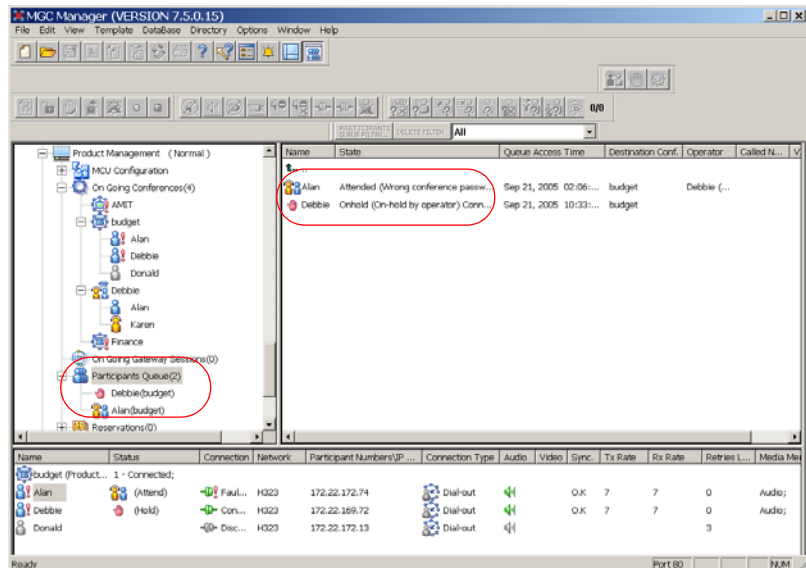 MGC Manager (VERSION 7.5.0.15)
File Edit View Template DataBase Directory Options Window Help
0/0
PARTICIPANTS QUEUE FILTER... DELETE FILTER All
Product Management (Normal)
MCU Configuration
On Going Conferences(4)
AMIT
budget
Alan
Debbie
Donald
Debbie
Alan
Karen
Finance
On Going Gateway Sessions(0)
Participants Queue(2)
Debbie(budget)
Alan(budget)
Reservations(0)
Name State Queue Access Time Destination Conf. Operator Called N... V
..
Alan Attended (Wrong conference passw... Sep 21, 2005 02:06:... budget Debbie (...
Debbie Onhold (On-hold by operator) Conn... Sep 21, 2005 10:33:... budget
Name Status Connection Network Participant Numbers\IP ... Connection Type Audio Video Sync. Tx Rate Rx Rate Retries L... Media Mei
budget (Product... 1 - Connected;
Alan (Attend) Faul... H323 172.22.172.74 Dial-out O.K 7 7 0 Audio;
Debbie (Hold) Con... H323 172.22.169.72 Dial-out O.K 7 7 0 Audio;
Donald Disc... H323 172.22.172.13 Dial-out 3
Ready Port 80 NUM